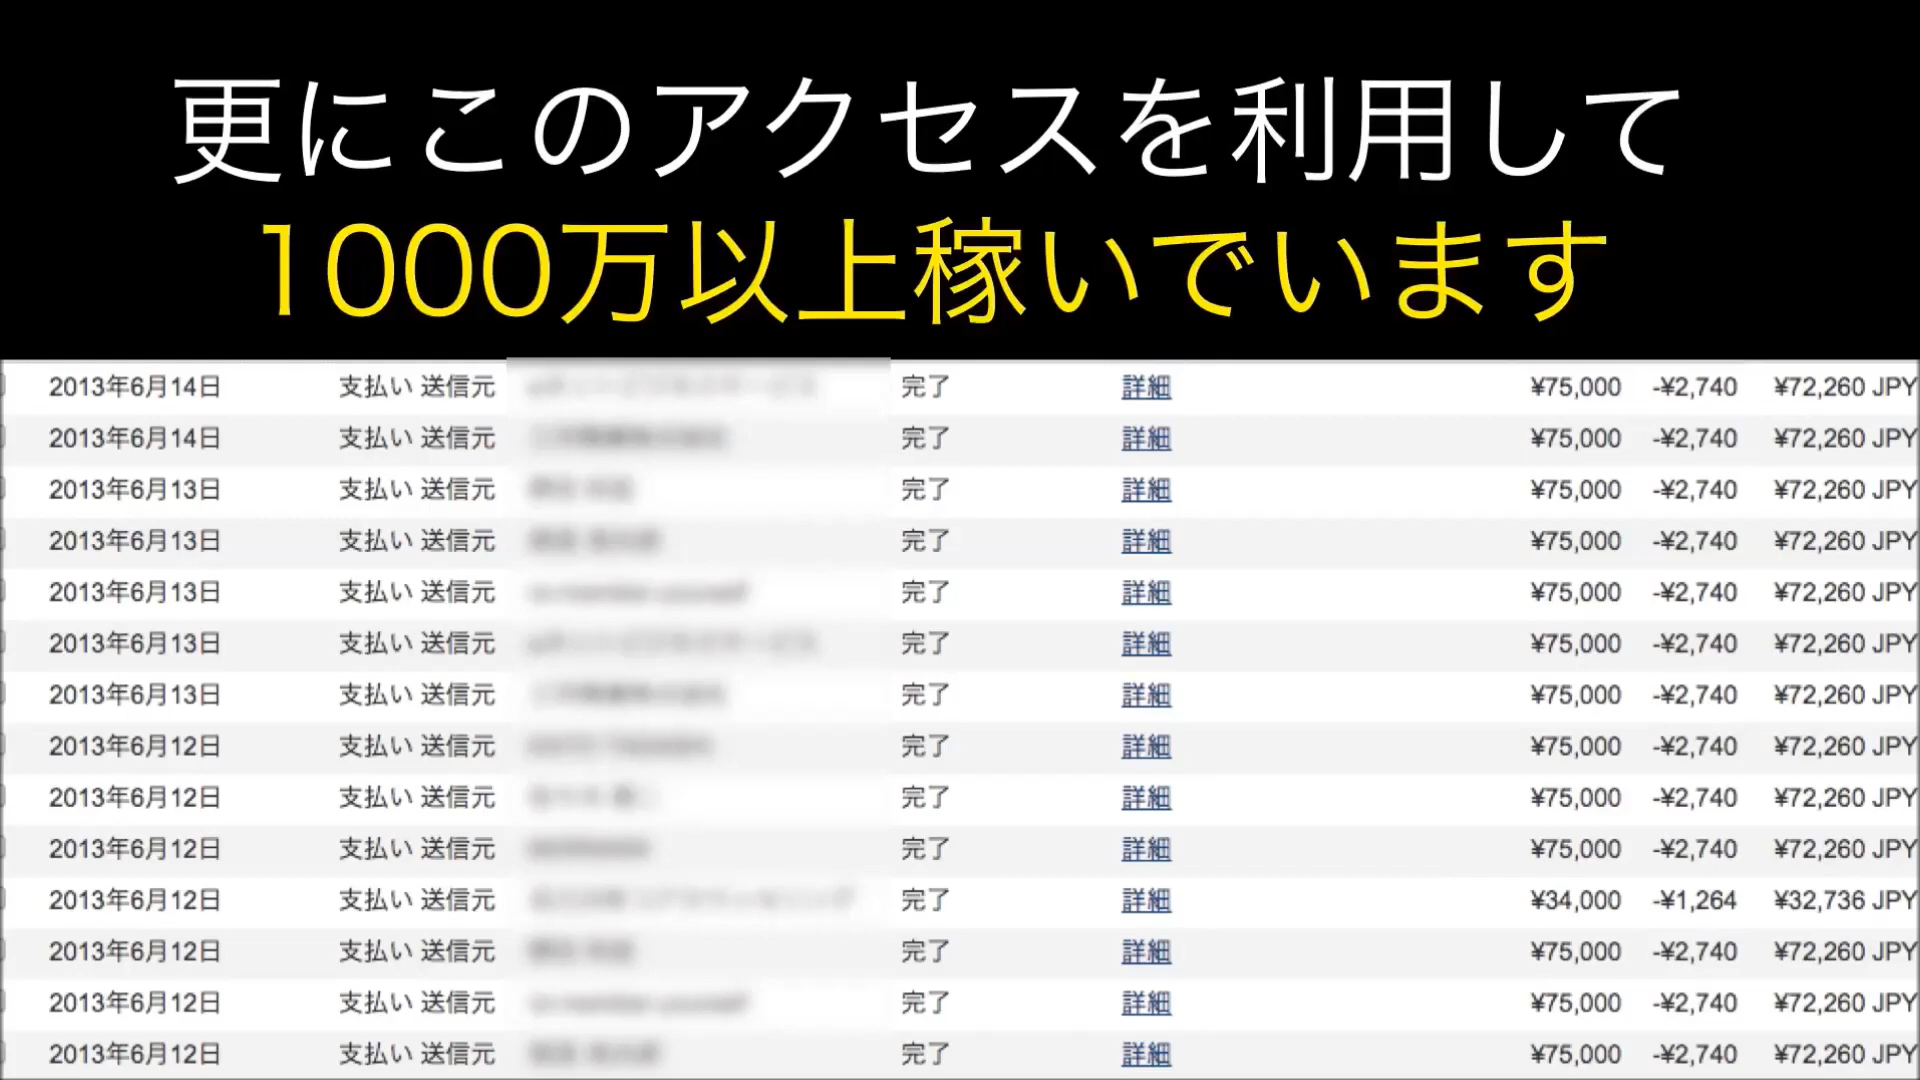 更にこのアクセスを利用して
1000万以上稼いでいます
2013年6月14日 支払い 送信元 完了 詳細 ¥75,000 -¥2,740 ¥72,260 JPY
2013年6月14日 支払い 送信元 完了 詳細 ¥75,000 -¥2,740 ¥72,260 JPY
2013年6月13日 支払い 送信元 完了 詳細 ¥75,000 -¥2,740 ¥72,260 JPY
2013年6月13日 支払い 送信元 完了 詳細 ¥75,000 -¥2,740 ¥72,260 JPY
2013年6月13日 支払い 送信元 完了 詳細 ¥75,000 -¥2,740 ¥72,260 JPY
2013年6月13日 支払い 送信元 完了 詳細 ¥75,000 -¥2,740 ¥72,260 JPY
2013年6月13日 支払い 送信元 完了 詳細 ¥75,000 -¥2,740 ¥72,260 JPY
2013年6月12日 支払い 送信元 完了 詳細 ¥75,000 -¥2,740 ¥72,260 JPY
2013年6月12日 支払い 送信元 完了 詳細 ¥75,000 -¥2,740 ¥72,260 JPY
2013年6月12日 支払い 送信元 完了 詳細 ¥75,000 -¥2,740 ¥72,260 JPY
2013年6月12日 支払い 送信元 完了 詳細 ¥34,000 -¥1,264 ¥32,736 JPY
2013年6月12日 支払い 送信元 完了 詳細 ¥75,000 -¥2,740 ¥72,260 JPY
2013年6月12日 支払い 送信元 完了 詳細 ¥75,000 -¥2,740 ¥72,260 JPY
2013年6月12日 支払い 送信元 完了 詳細 ¥75,000 -¥2,740 ¥72,260 JPY